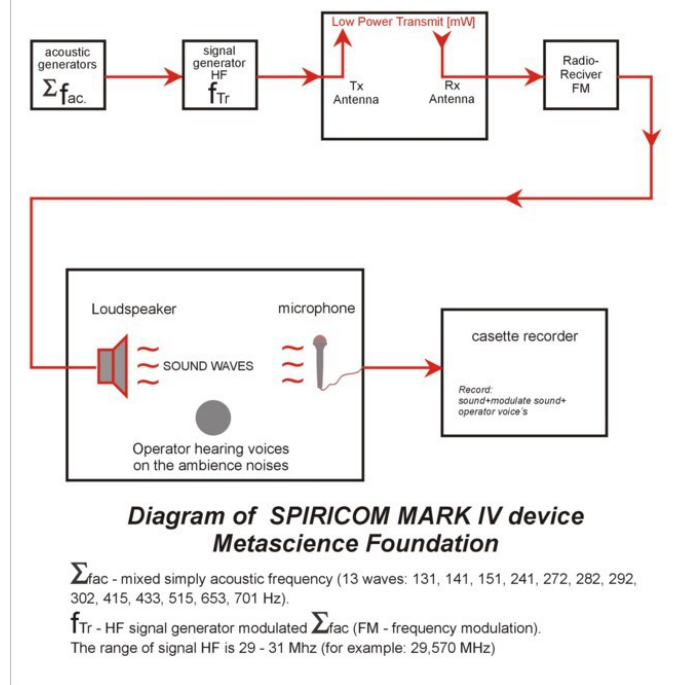 Low Power Transmit [mW]
acoustic
generators
Σfac.
signal
generator
HF
fTr
Tx
Antenna
Rx
Antenna
Radio-
Reciver
FM
Loudspeaker
microphone
SOUND WAVES
Operator hearing voices
on the ambience noises
casette recorder
Record:
sound+modulate sound+
operator voice´s
Diagram of SPIRICOM MARK IV device
Metascience Foundation
Σfac - mixed simply acoustic frequency (13 waves: 131, 141, 151, 241, 272, 282, 292,
302, 415, 433, 515, 653, 701 Hz).
fTr - HF signal generator modulated Σfac (FM - frequency modulation).
The range of signal HF is 29 - 31 Mhz (for example: 29,570 MHz)